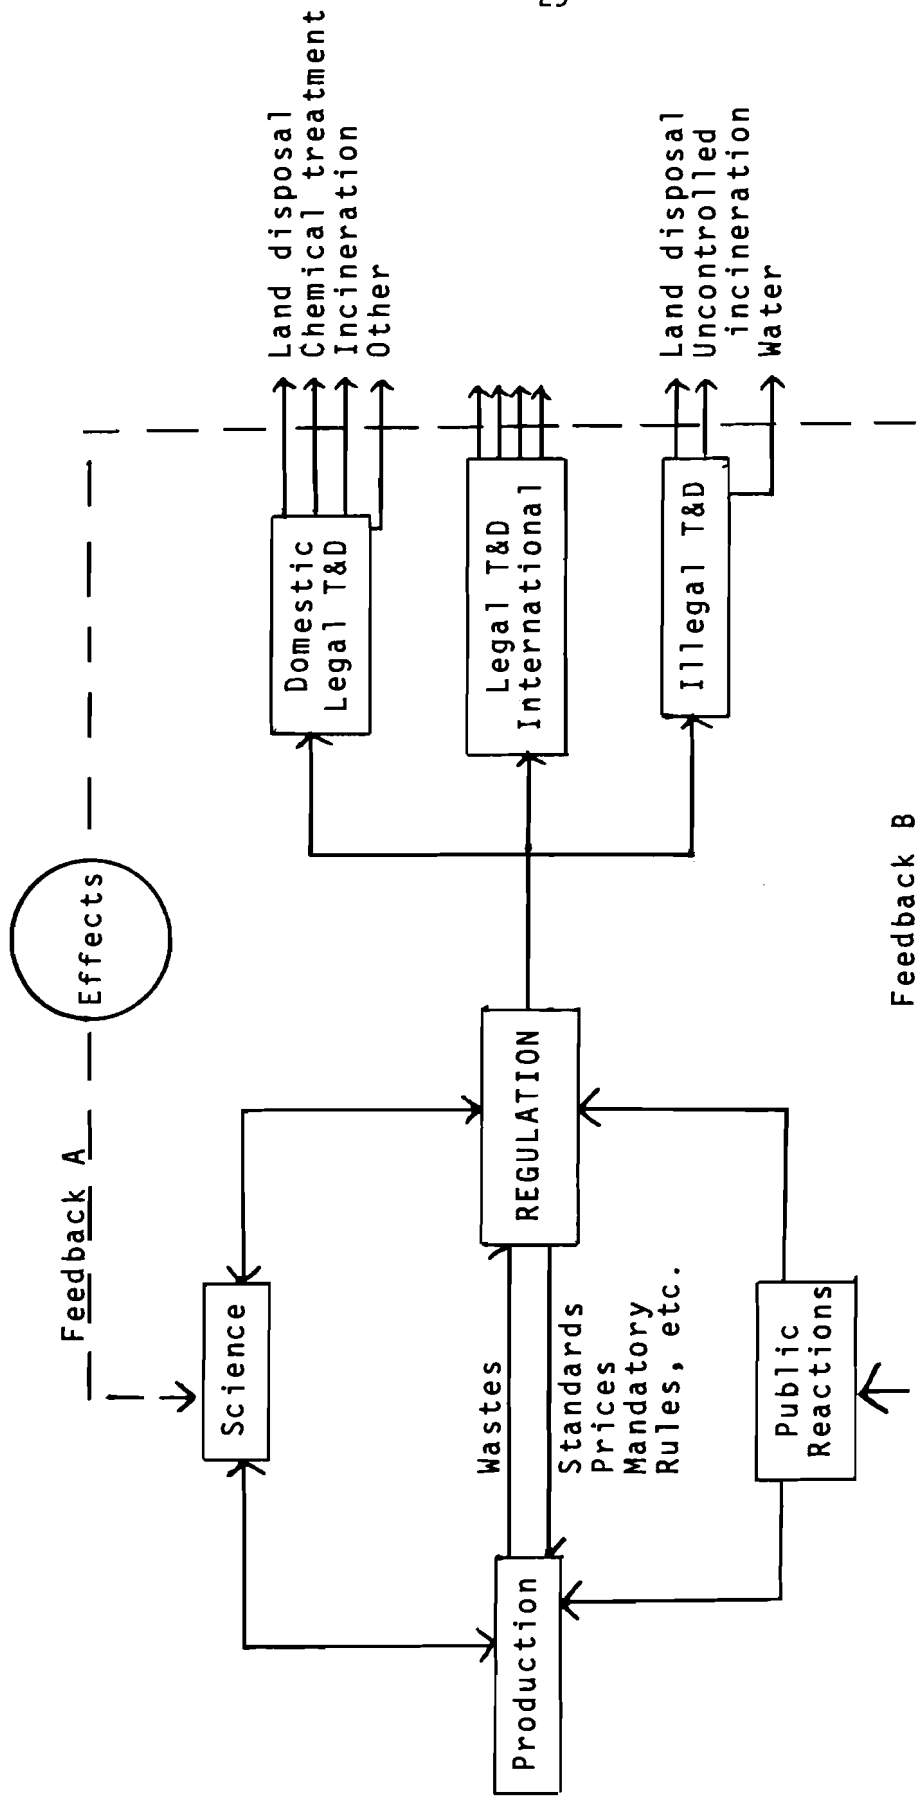 Feedback A
Effects
Science
Domestic
Legal T&D
Land disposal
Chemical treatment
Incineration
Other
Production
Wastes
Standards
Prices
Mandatory
Rules, etc.
REGULATION
Legal T&D
International
Public
Reactions
Illegal T&D
Land disposal
Uncontrolled
incineration
Water
Feedback B